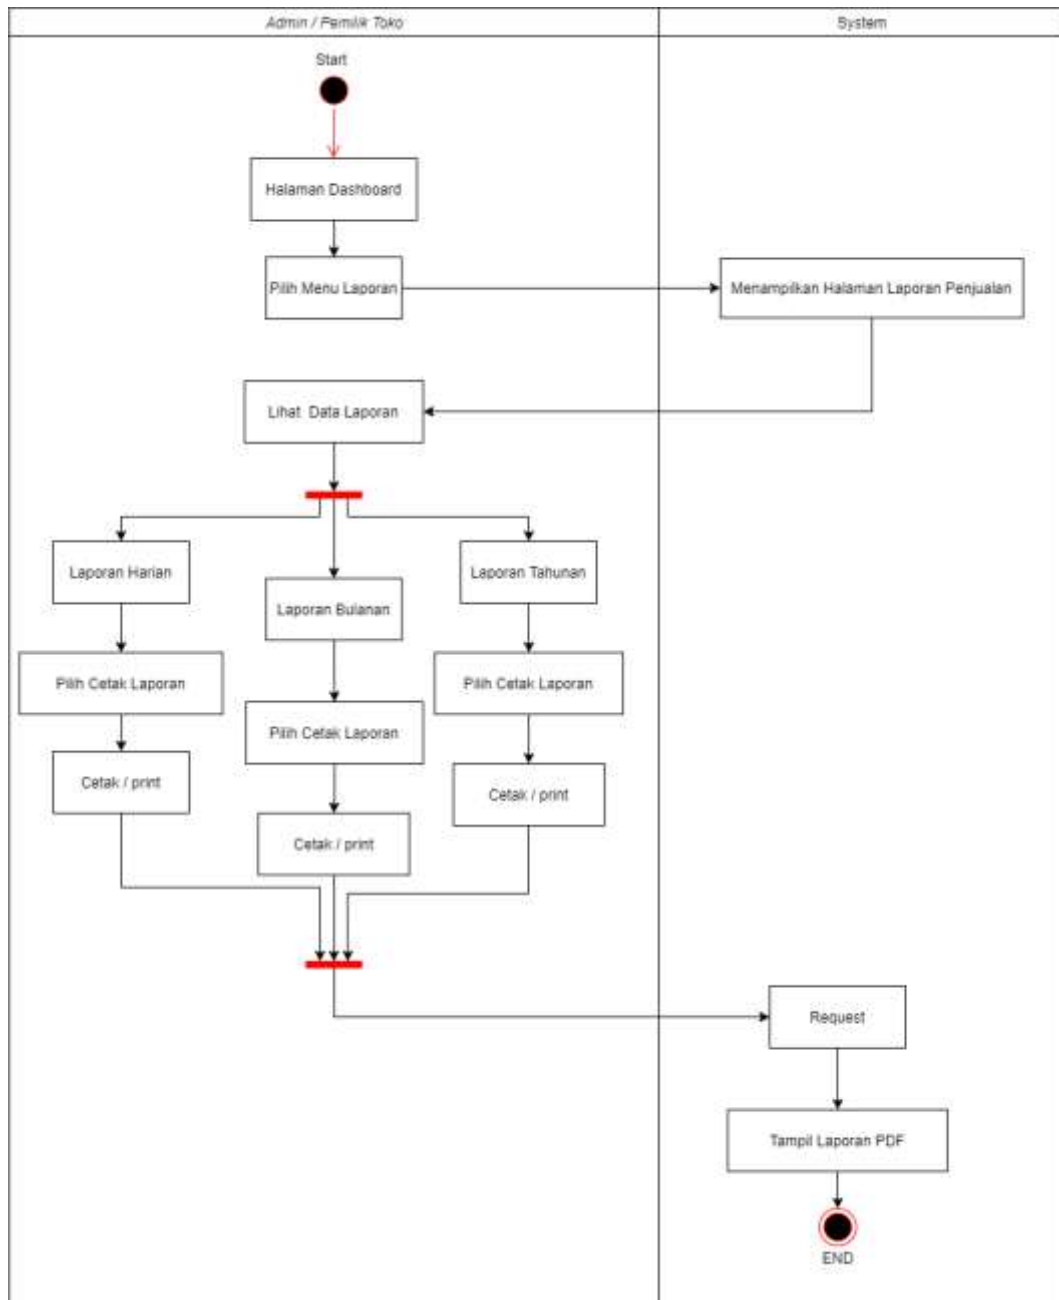 Admin / Pemilik Toko
System
Start
Halaman Dashboard
Pilih Menu Laporan
Menampilkan Halaman Laporan Penjualan
Lihat Data Laporan
Laporan Harian
Laporan Bulanan
Laporan Tahunan
Pilih Cetak Laporan
Pilih Cetak Laporan
Pilih Cetak Laporan
Cetak / print
Cetak / print
Cetak / print
Request
Tampil Laporan PDF
END